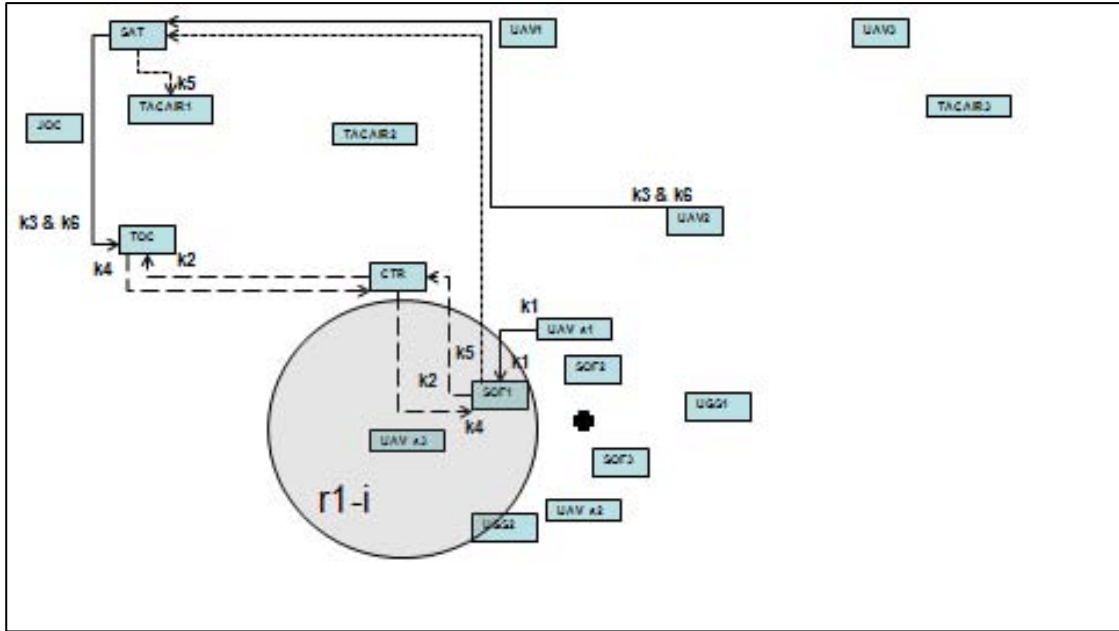 SAT
UAV1
UAV3
k5
TACAIR1
TACAIR3
JOC
TACAIR2
k3 & k6
UAV2
k3 & k6
TOC
k4
k2
CTR
k1
UAV a1
k5
k1
SOF2
k2
SOF1
UGS1
k4
UAV a3
SOF3
r1-i
UAV a2
UGS2